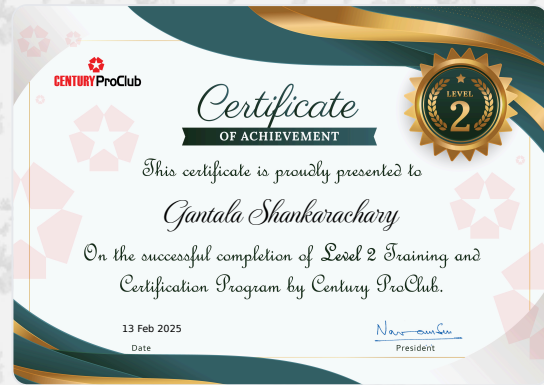 CENTURY ProClub
Certificate
OF ACHIEVEMENT
LEVEL
2
This certificate is proudly presented to
Gantala Shankarachary
On the successful completion of Level 2 Training and
Certification Program by Century ProClub.
13 Feb 2025
Date
President